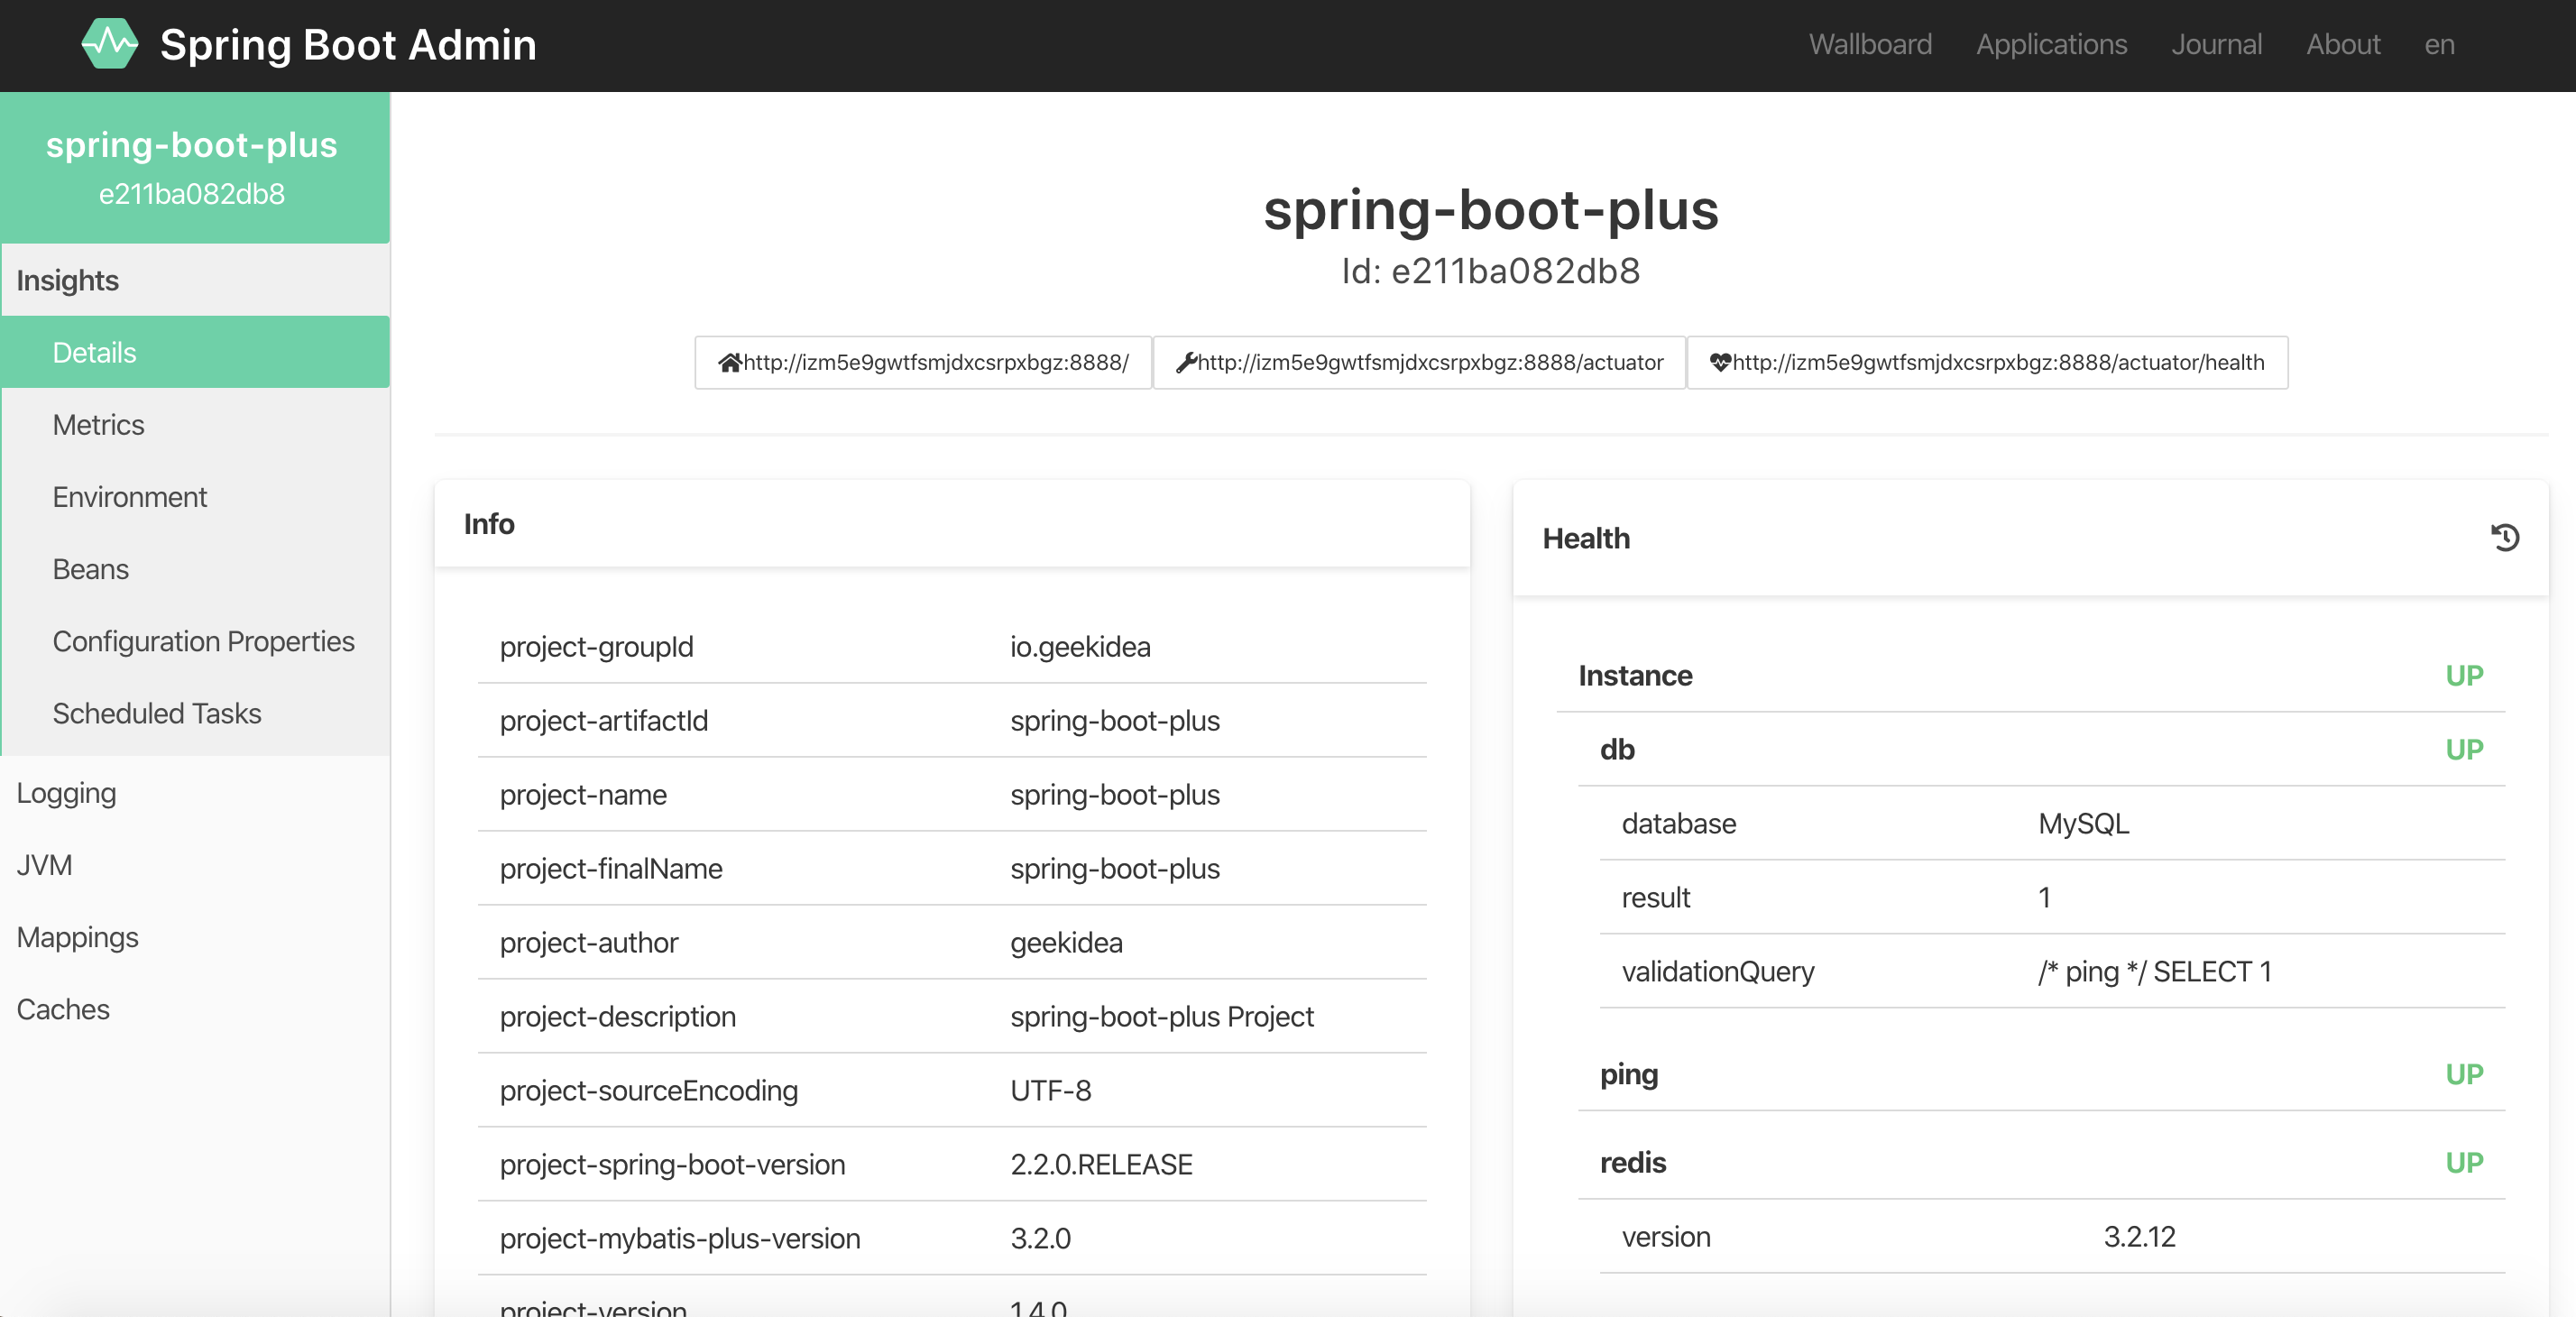 Spring Boot Admin
Wallboard Applications Journal About en
spring-boot-plus
e211ba082db8
Insights
Details
Metrics
Environment
Beans
Configuration Properties
Scheduled Tasks
Logging
JVM
Mappings
Caches
spring-boot-plus
Id: e211ba082db8
http://izm5e9gwtfsmjdxcsrpxbgz:8888/ http://izm5e9gwtfsmjdxcsrpxbgz:8888/actuator http://izm5e9gwtfsmjdxcsrpxbgz:8888/actuator/health
Info
project-groupId io.geekidea
project-artifactId spring-boot-plus
project-name spring-boot-plus
project-finalName spring-boot-plus
project-author geekidea
project-description spring-boot-plus Project
project-sourceEncoding UTF-8
project-spring-boot-version 2.2.0.RELEASE
project-mybatis-plus-version 3.2.0
project-version 1.4.0
Health
Instance UP
db UP
database MySQL
result 1
validationQuery /* ping */ SELECT 1
ping UP
redis UP
version 3.2.12